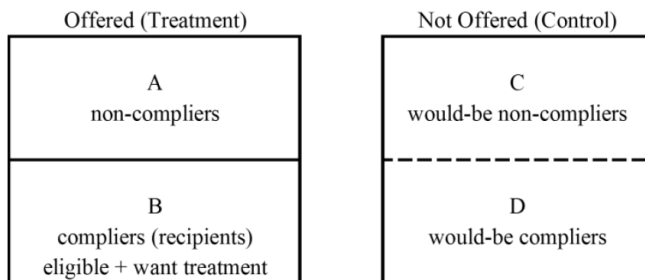 Offered (Treatment)
A
non-compliers
B
compliers (recipients)
eligible + want treatment
Not Offered (Control)
C
would-be non-compliers
D
would-be compliers